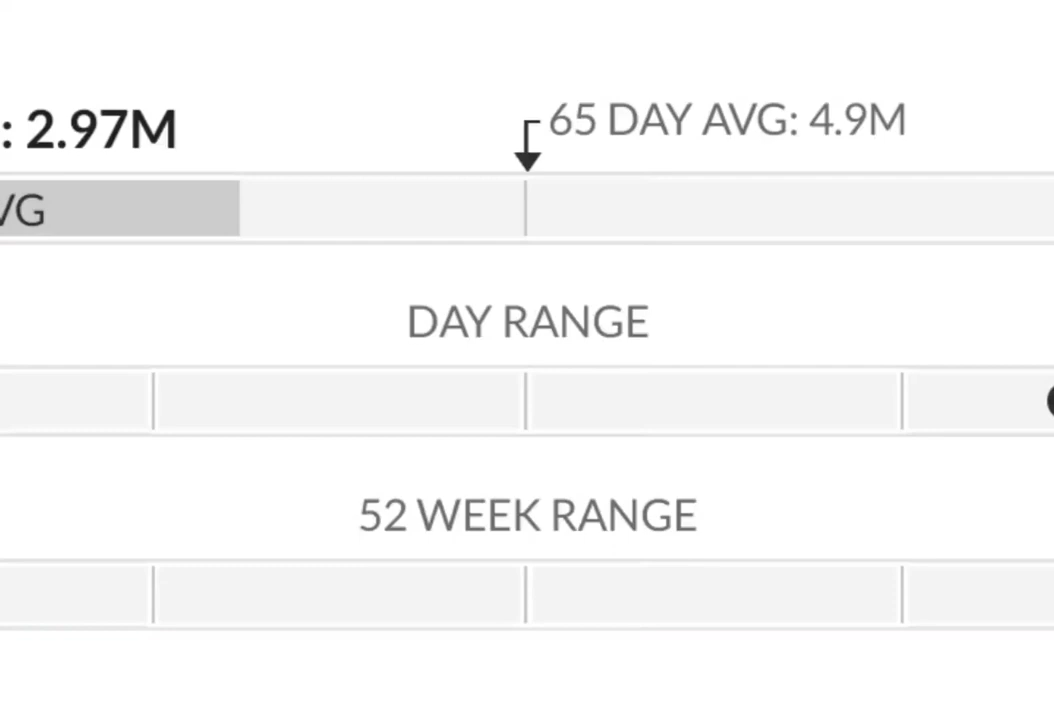 : 2.97M
65 DAY AVG: 4.9M
VG
DAY RANGE
52 WEEK RANGE